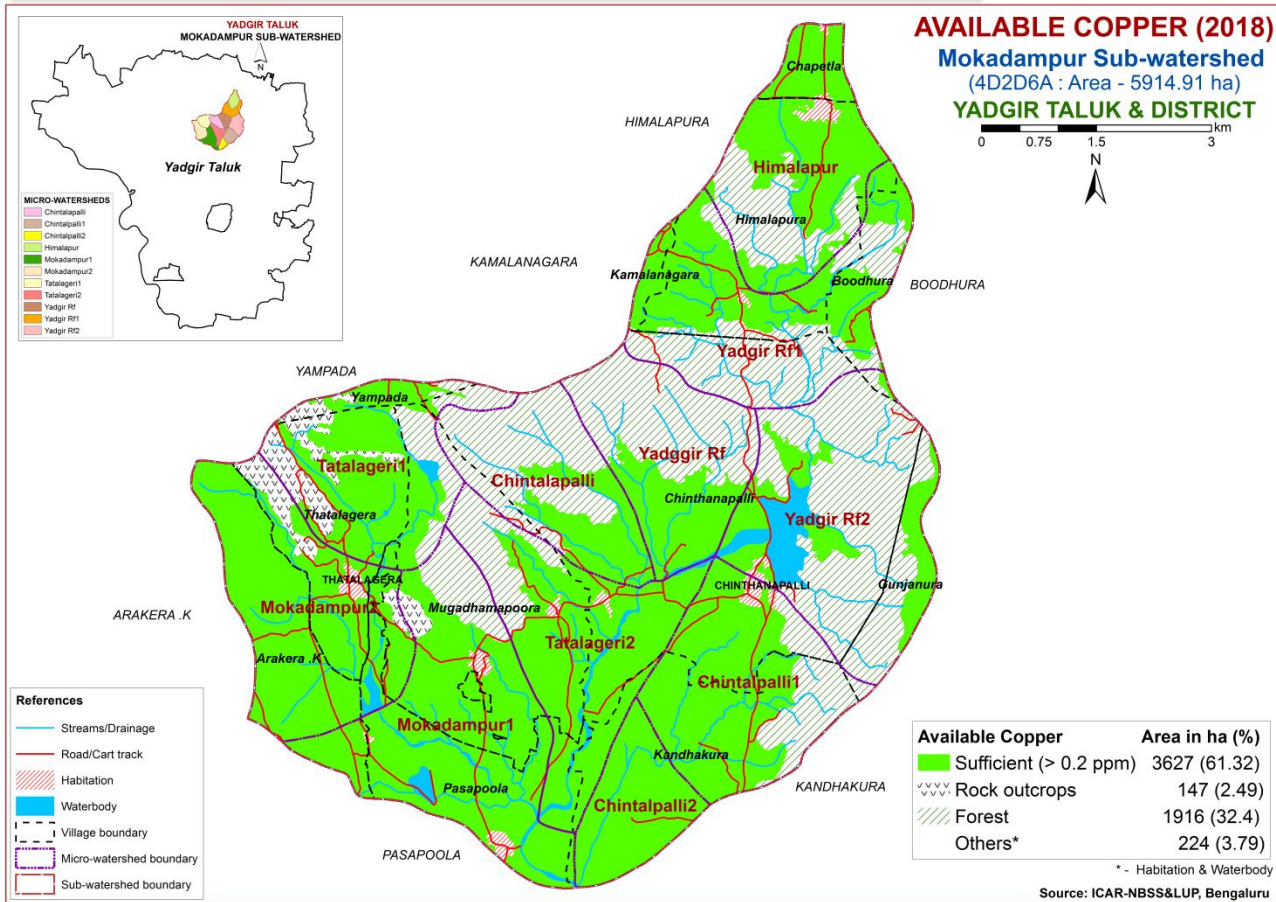 YADGIR TALUK
MOKADAMPUR SUB-WATERSHED
N
Yadgir Taluk
MICRO-WATERSHEDS
Chintalapalli
Chintalpalli1
Chintalpalli2
Himalapur
Mokadampur1
Mokadampur2
Tatalageri1
Tatalageri2
Yadgir Rf
Yadgir Rf1
Yadgir Rf2
AVAILABLE COPPER (2018)
Mokadampur Sub-watershed
(4D2D6A : Area - 5914.91 ha)
YADGIR TALUK & DISTRICT
km
0 0.75 1.5 3
N
Chapetla
HIMALAPURA
Himalapur
Himalapura
KAMALANAGARA
Kamalanagara
Boodhura
BOODHURA
Yadgir Rf1
YAMPADA
Yampada
Tatalageri1
Chintalapalli
Yadggir Rf
Chinthanapalli
Yadgir Rf2
Thatalagera
THATALAGERA
CHINTHANAPALLI
Gunjanura
ARAKERA .K
Mokadampur2
Mugadhamapoora
Tatalageri2
Arakera .K
Chintalpalli1
Mokadampur1
Kandhakura
Pasapoola
Chintalpalli2
KANDHAKURA
PASAPOOLA
References
Streams/Drainage
Road/Cart track
Habitation
Waterbody
Village boundary
Micro-watershed boundary
Sub-watershed boundary
Available Copper Area in ha (%)
Sufficient (> 0.2 ppm) 3627 (61.32)
Rock outcrops 147 (2.49)
Forest 1916 (32.4)
Others* 224 (3.79)
* - Habitation & Waterbody
Source: ICAR-NBSS&LUP, Bengaluru